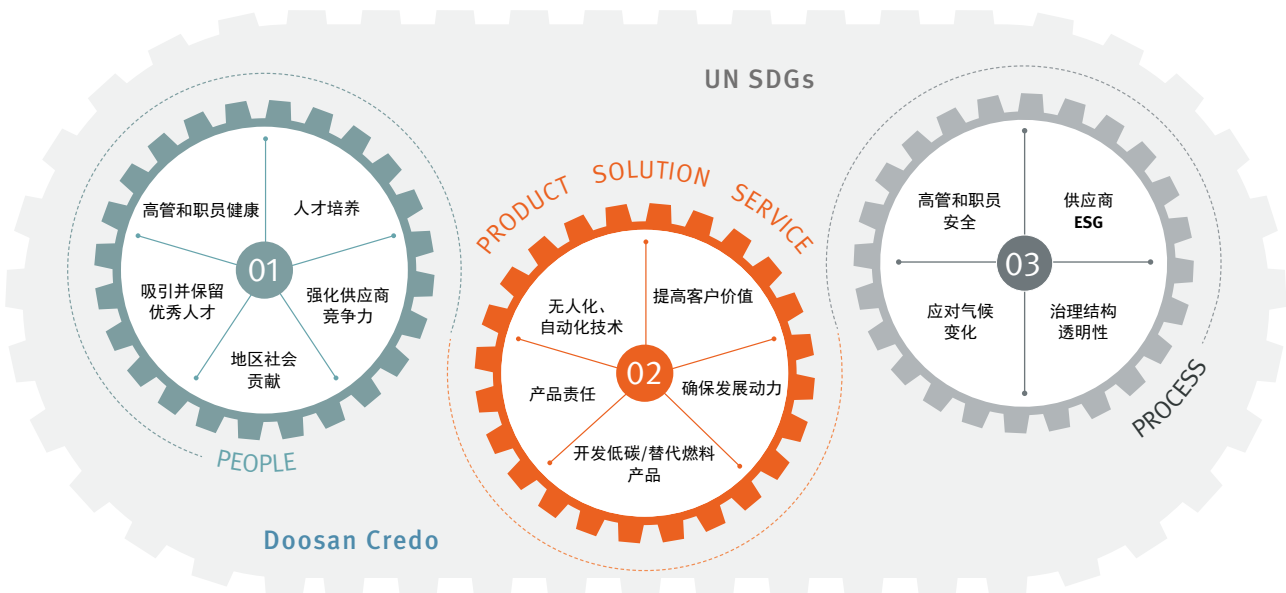 UN SDGs
高管和职员健康
人才培养
01
吸引并保留
优秀人才
强化供应商
竞争力
地区社会
贡献
PEOPLE
PRODUCT SOLUTION SERVICE
无人化、
自动化技术
提高客户价值
02
产品责任
确保发展动力
开发低碳/替代燃料
产品
高管和职员
安全
供应商
ESG
03
应对气候
变化
治理结构
透明性
PROCESS
Doosan Credo